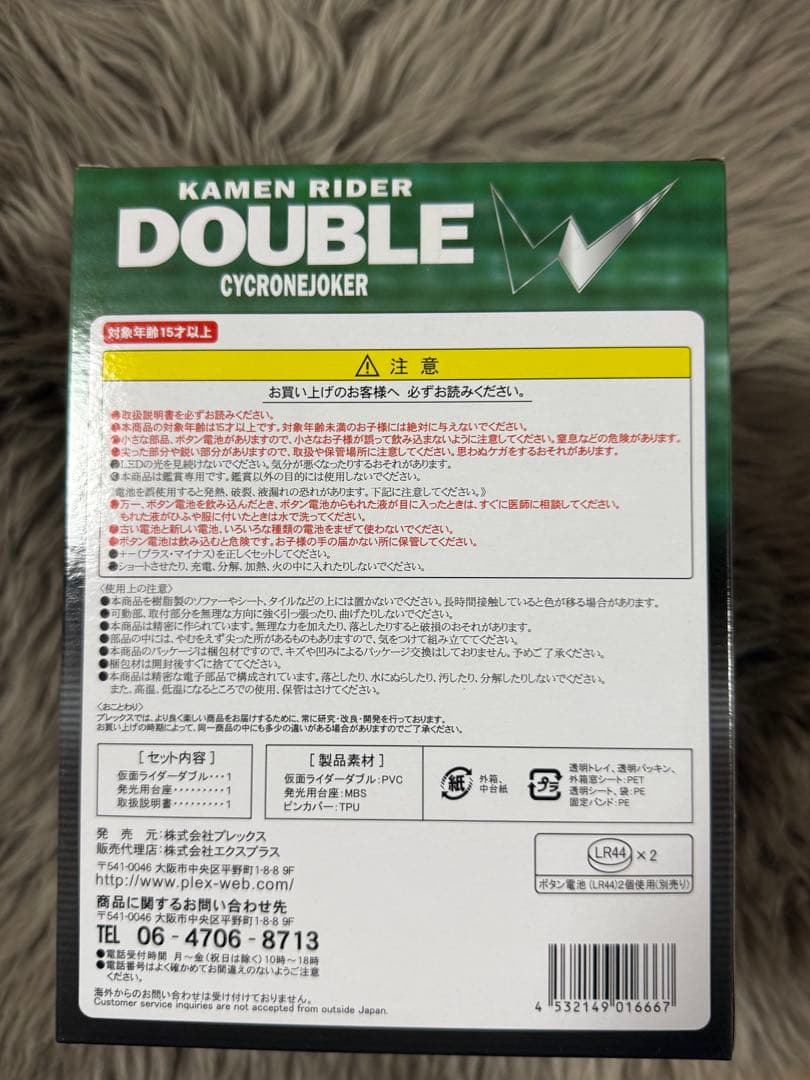 KAMEN RIDER
DOUBLE
CYCRONEJOKER
対象年齢15才以上
注意
お買い上げのお客様へ 必ずお読みください。
●取扱説明書を必ずお読みください。
●本商品の対象年齢は15才以上です。対象年齢未満のお子様には絶対に与えないでください。
●小さな部品、ボタン電池がありますので、小さなお子様が誤って飲み込まないように注意してください。窒息などの危険があります。
●尖った部分や鋭い部分がありますので、取扱や保管場所に注意してください。思わぬケガをするおそれがあります。
●LEDの光を見続けないでください。気分が悪くなったりするおそれがあります。
●本商品は鑑賞専用です。鑑賞以外の目的には使用しないでください。
《電池を誤使用すると発熱、破裂、液漏れの恐れがあります。下記に注意してください。》
●万一、ボタン電池を飲み込んだとき、ボタン電池からもれた液が目に入ったときは、すぐに医師に相談してください。
もれた液がひふや服に付いたときは水で洗ってください。
●古い電池と新しい電池、いろいろな種類の電池をまぜて使わないでください。
●ボタン電池は飲み込むと危険です。お子様の手の届かない所に保管してください。
●+-(プラス・マイナス)を正しくセットしてください。
●ショートさせたり、充電、分解、加熱、火の中に入れたりしないでください。
〈使用上の注意〉
●本商品を樹脂製のソファーやシート、タイルなどの上には置かないでください。長時間接触していると色が移る場合があります。
●可動部、取付部分を無理な方向に強く引っ張ったり、曲げたりしないでください。
●本商品は精密に作られています。無理な力を加えたり、落としたりすると破損のおそれがあります。
●部品の中には、やむをえず尖った所があるものもありますので、気をつけて組み立ててください。
●本商品のパッケージは梱包材ですので、キズや凹みによるパッケージ交換はしておりません。予めご了承ください。
●梱包材は開封後すぐに捨ててください。
●本商品は精密な電子部品で構成されています。落としたり、水にぬらしたり、汚したり、分解したりしないでください。
また、高温、低温になるところでの使用、保管はさけてください。
〈おことわり〉
プレックスでは、より良く楽しい商品をお届けするために、常に研究・改良・開発を行っております。
お買い上げの時期によって、同一商品の中にも多少の違いがある場合がありますのでご了承ください。
[セット内容]
仮面ライダーダブル・・・1
発光用台座・・・・・・・・・1
取扱説明書・・・・・・・・・1
[製品素材]
仮面ライダーダブル:PVC
発光用台座:MBS
ピンカバー:TPU
紙
外箱、
中台紙
プラ
透明トレイ、透明パッキン、
外箱窓シート:PET
透明シート、袋:PE
固定バンド:PE
発 売 元:株式会社プレックス
販売代理店:株式会社エクスプラス
〒541-0046 大阪市中央区平野町1-8-8 9F
http://www.plex-web.com/
商品に関するお問い合わせ先
〒541-0046 大阪市中央区平野町1-8-8 9F
TEL 06-4706-8713
●電話受付時間 月~金(祝日は除く)10時~18時
●電話番号はよく確かめてお間違えのないようご注意
ください。
海外からのお問い合わせは受け付けておりません。
Customer service inquiries are not accepted from outside Japan.
LR44 ×2
ボタン電池(LR44)2個使用(別売り)
4 532149 016667